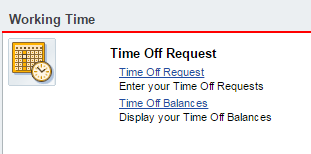 Working Time
Time Off Request
Time Off Request
Enter your Time Off Requests
Time Off Balances
Display your Time Off Balances